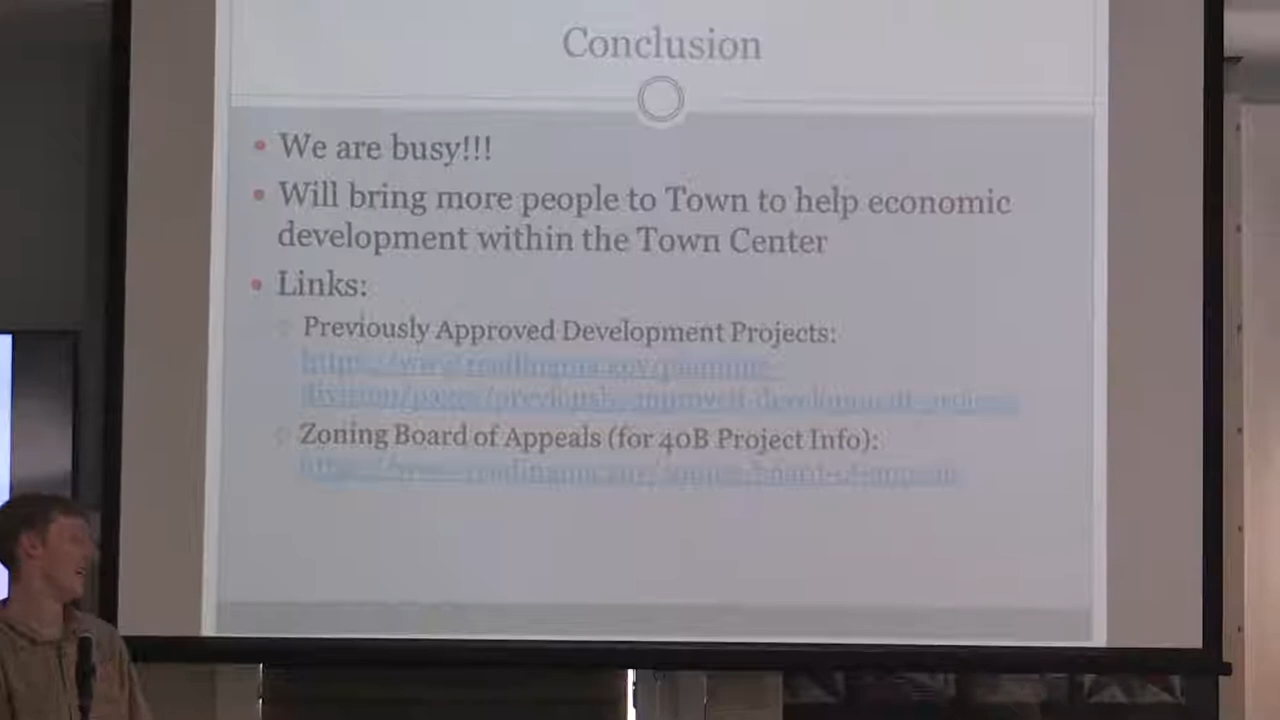 Conclusion
We are busy!!!
Will bring more people to Town to help economic
development within the Town Center
Links:
Previously Approved Development Projects:
Zoning Board of Appeals (for 40B Project Info):